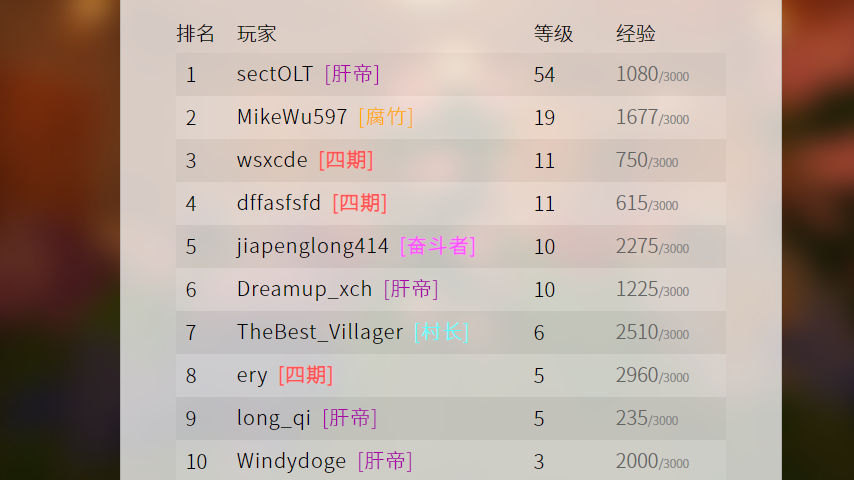 排名 玩家 等级 经验
1 sectOLT [肝帝] 54 1080/3000
2 MikeWu597 [腐竹] 19 1677/3000
3 wsxcde [四期] 11 750/3000
4 dffasfsfd [四期] 11 615/3000
5 jiapenglong414 [奋斗者] 10 2275/3000
6 Dreamup_xch [肝帝] 10 1225/3000
7 TheBest_Villager [村长] 6 2510/3000
8 ery [四期] 5 2960/3000
9 long_qi [肝帝] 5 235/3000
10 Windydoge [肝帝] 3 2000/3000